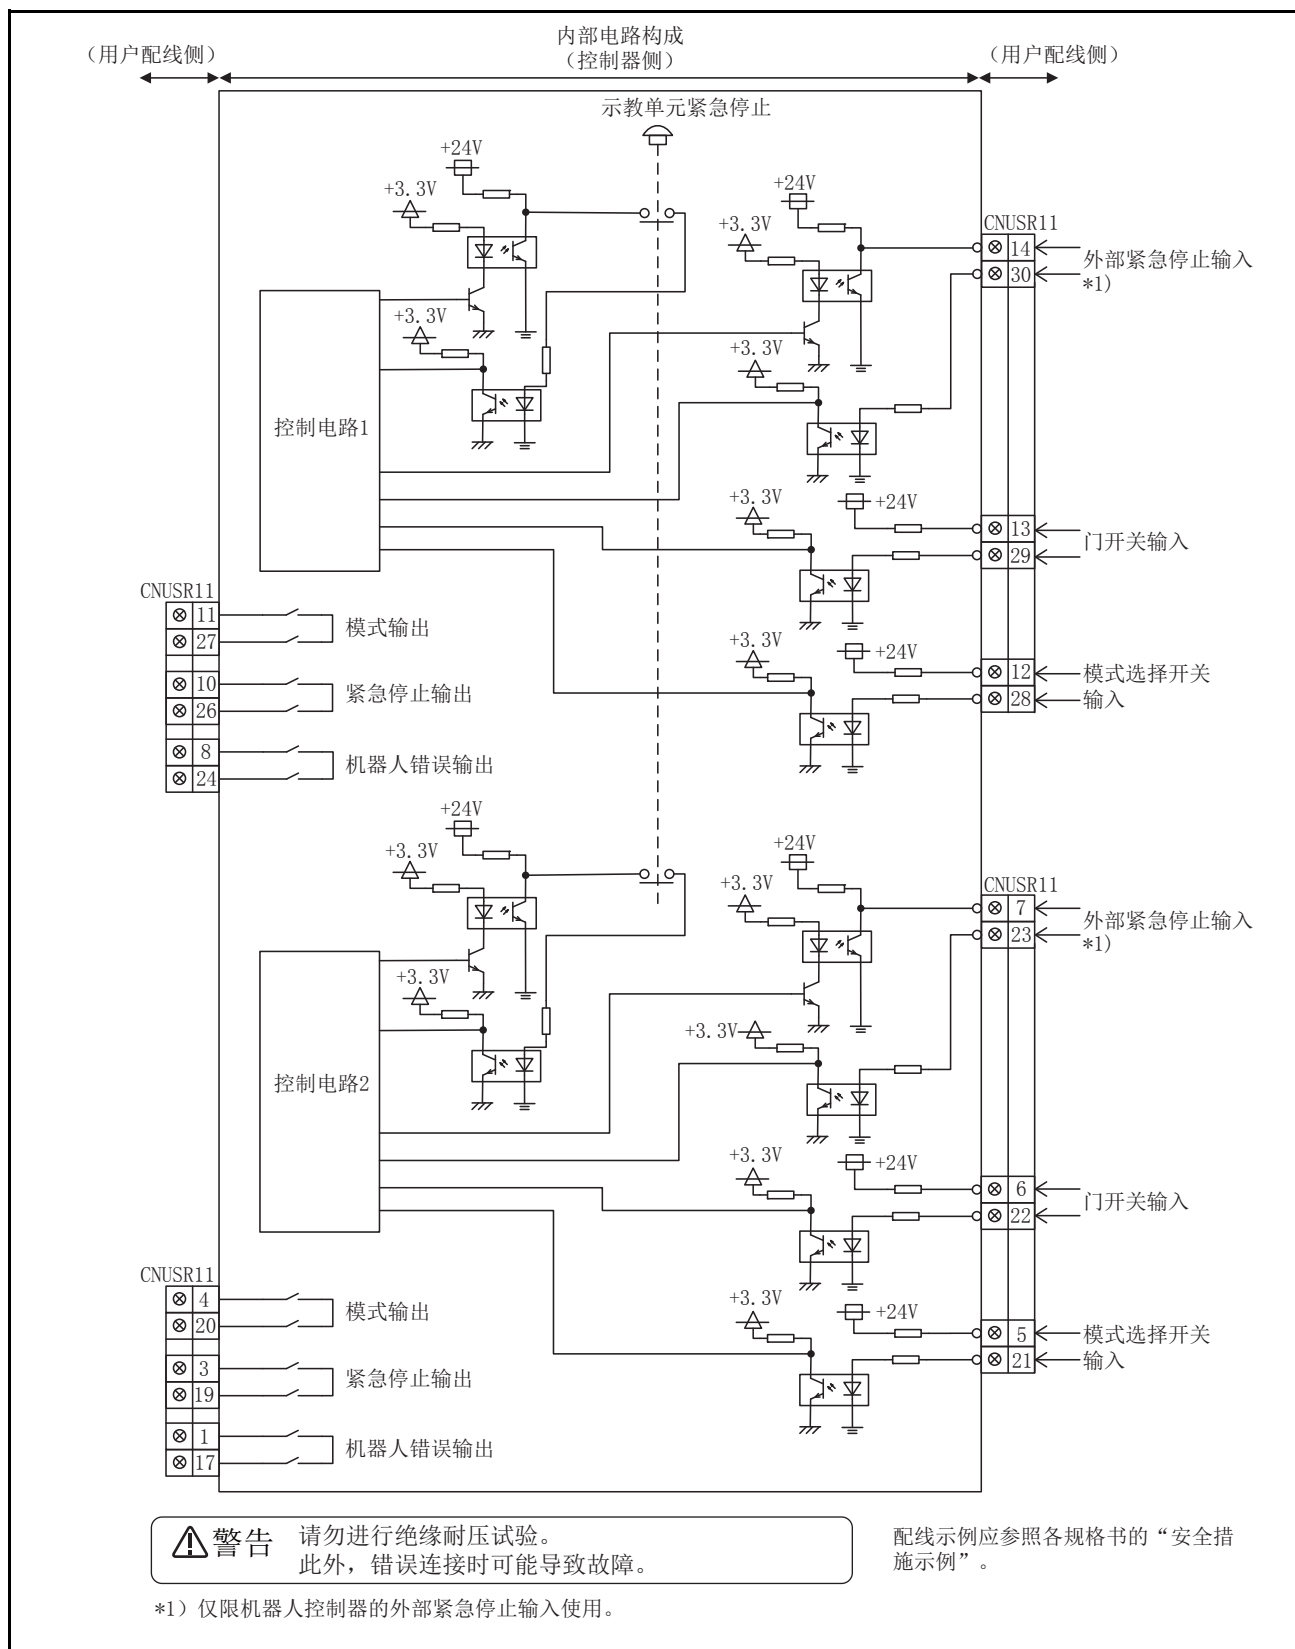 内部电路构成
（控制器侧）
（用户配线侧）
（用户配线侧）
示教单元紧急停止
+24V
+3.3V
+24V
+3.3V
CNUSR11
14
外部紧急停止输入
30
*1)
+3.3V
+3.3V
控制电路1
+3.3V
+24V
13
门开关输入
29
CNUSR11
11
模式输出
27
+3.3V
+24V
12
模式选择开关
28
输入
10
紧急停止输出
26
8
机器人错误输出
24
+24V
+3.3V
+24V
+3.3V
CNUSR11
7
外部紧急停止输入
23
*1)
+3.3V
+3.3V
控制电路2
+3.3V
+24V
6
门开关输入
22
CNUSR11
4
模式输出
20
+3.3V
+24V
5
模式选择开关
21
输入
3
紧急停止输出
19
1
机器人错误输出
17
警告
请勿进行绝缘耐压试验。
此外，错误连接时可能导致故障。
配线示例应参照各规格书的“安全措
施示例”。
*1）仅限机器人控制器的外部紧急停止输入使用。